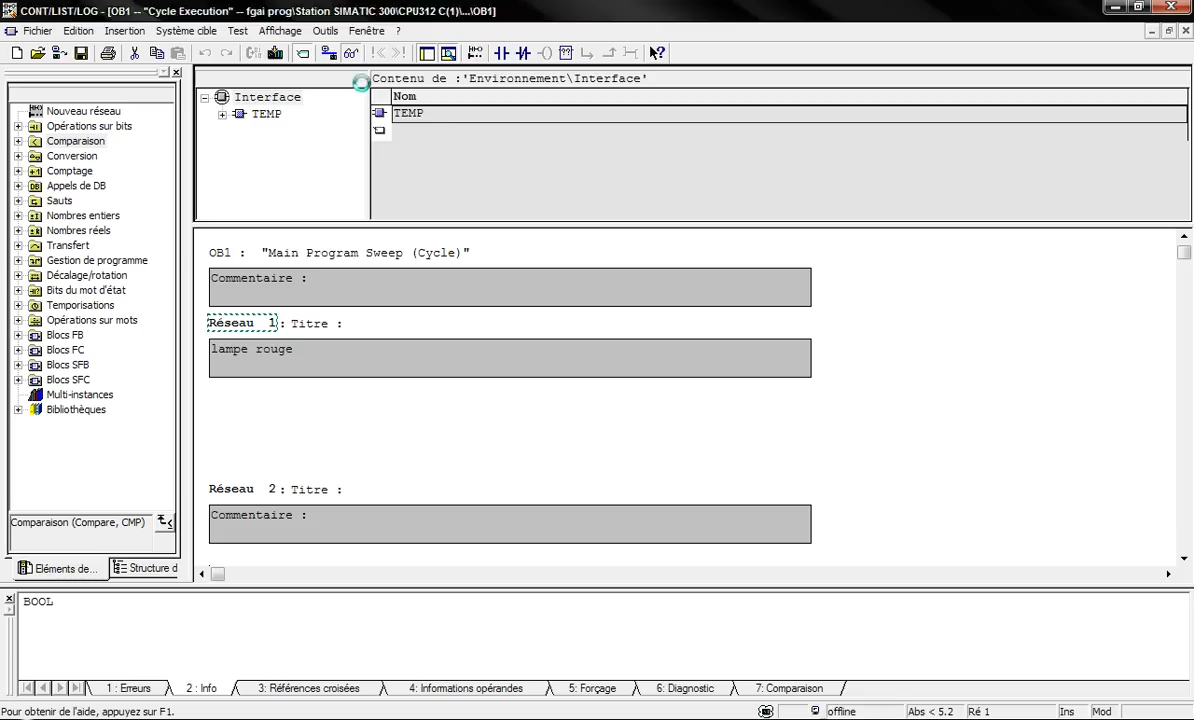 CONT/LIST/LOG - [OB1 -- "Cycle Execution" -- fgai prog\Station SIMATIC 300\CPU312 C(1)\...\OB1]
Fichier Edition Insertion Système cible Test Affichage Outils Fenêtre ?
Contenu de :'Environnement\Interface'
Interface
TEMP
Nom
TEMP
Nouveau réseau
Opérations sur bits
Comparaison
Conversion
Comptage
Appels de DB
Sauts
Nombres entiers
Nombres réels
Transfert
Gestion de programme
Décalage/rotation
Bits du mot d'état
Temporisations
Opérations sur mots
Blocs FB
Blocs FC
Blocs SFB
Blocs SFC
Multi-instances
Bibliothèques
Comparaison (Compare, CMP)
Eléments de...
Structure d
OB1 : "Main Program Sweep (Cycle)"
Commentaire :
Réseau 1 : Titre :
lampe rouge
Réseau 2 : Titre :
Commentaire :
BOOL
1 : Erreurs
2 : Info
3: Références croisées
4: Informations opérandes
5: Forçage
6: Diagnostic
7: Comparaison
Pour obtenir de l'aide, appuyez sur F1.
offline
Abs < 5.2
Ré 1
Ins
Mod